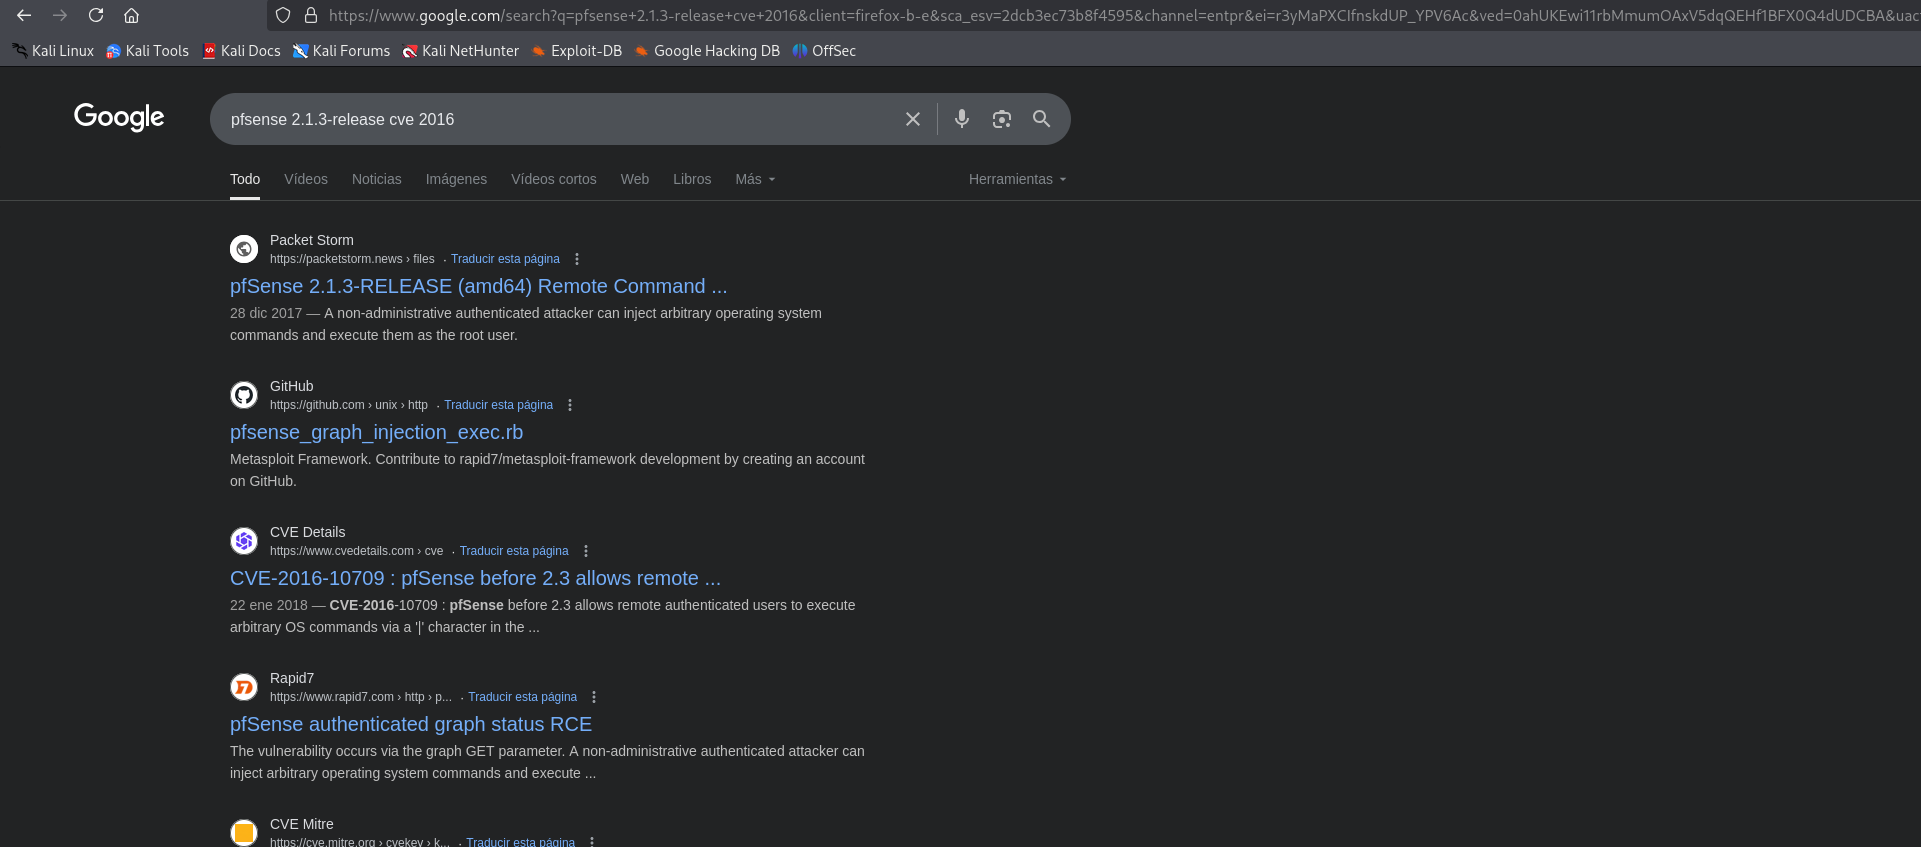 https://www.google.com/search?q=pfsense+2.1.3-release+cve+2016&client=firefox-b-e&sca_esv=2dcb3ec73b8f4595&channel=entpr&ei=r3yMaPXCIfnskdUP_YPV6Ac&ved=0ahUKEwi11rbMmumOAxV5dqQEHf1BFX0Q4dUDCBA&uac
Kali Linux Kali Tools Kali Docs Kali Forums Kali NetHunter Exploit-DB Google Hacking DB OffSec
Google pfsense 2.1.3-release cve 2016
Todo Vídeos Noticias Imágenes Vídeos cortos Web Libros Más Herramientas
Packet Storm
https://packetstorm.news › files · Traducir esta página
pfSense 2.1.3-RELEASE (amd64) Remote Command ...
28 dic 2017 — A non-administrative authenticated attacker can inject arbitrary operating system
commands and execute them as the root user.
GitHub
https://github.com › unix › http · Traducir esta página
pfsense_graph_injection_exec.rb
Metasploit Framework. Contribute to rapid7/metasploit-framework development by creating an account
on GitHub.
CVE Details
https://www.cvedetails.com › cve · Traducir esta página
CVE-2016-10709 : pfSense before 2.3 allows remote ...
22 ene 2018 — CVE-2016-10709 : pfSense before 2.3 allows remote authenticated users to execute
arbitrary OS commands via a '|' character in the ...
Rapid7
https://www.rapid7.com › http › p... · Traducir esta página
pfSense authenticated graph status RCE
The vulnerability occurs via the graph GET parameter. A non-administrative authenticated attacker can
inject arbitrary operating system commands and execute ...
CVE Mitre
https://cve.mitre.org › cvekey › k... · Traducir esta página